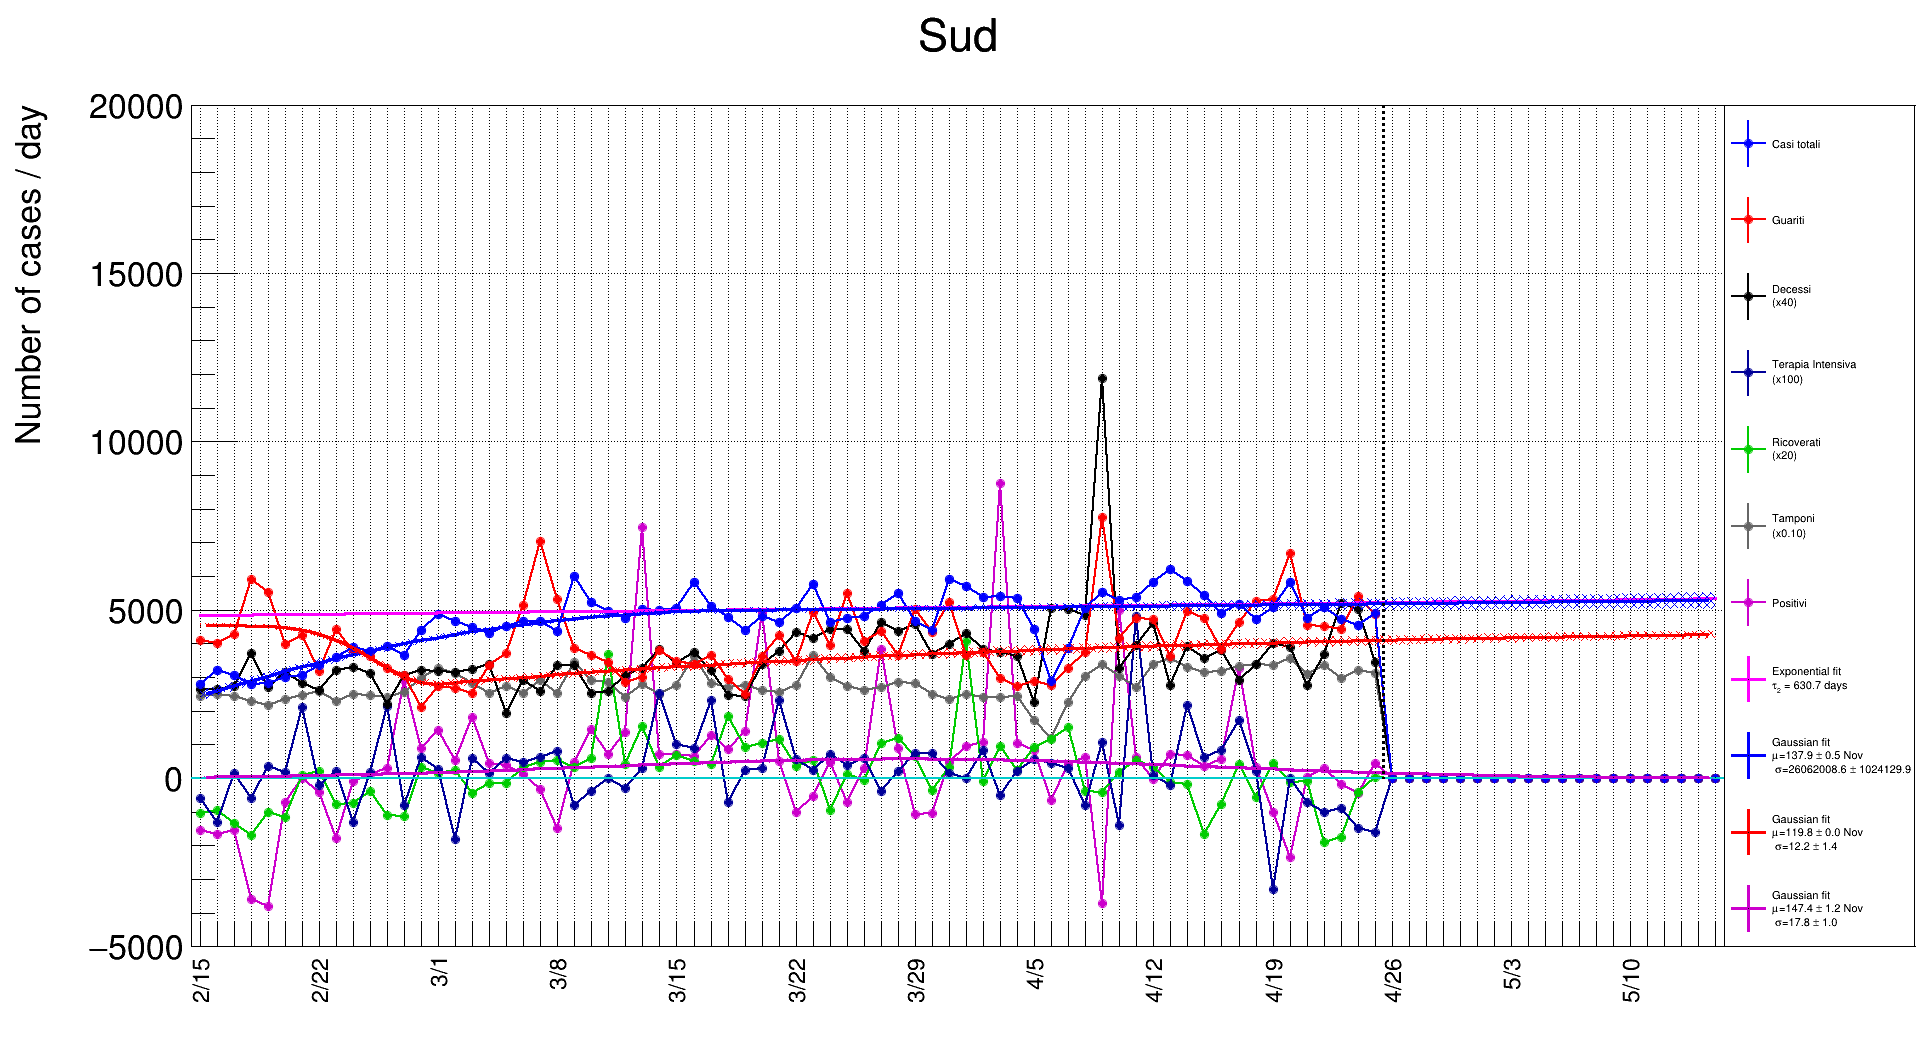 Sud
Number of cases / day
20000
15000
10000
5000
0
−5000
2/15
2/22
3/1
3/8
3/15
3/22
3/29
4/5
4/12
4/19
4/26
5/3
5/10
Casi totali
Guariti
Decessi
(x40)
Terapia Intensiva
(x100)
Ricoverati
(x20)
Tamponi
(x0.10)
Positivi
Exponential fit
τ₂ = 630.7 days
Gaussian fit
μ=137.9 ± 0.5 Nov
σ=26062008.6 ± 1024129.9
Gaussian fit
μ=119.8 ± 0.0 Nov
σ=12.2 ± 1.4
Gaussian fit
μ=147.4 ± 1.2 Nov
σ=17.8 ± 1.0